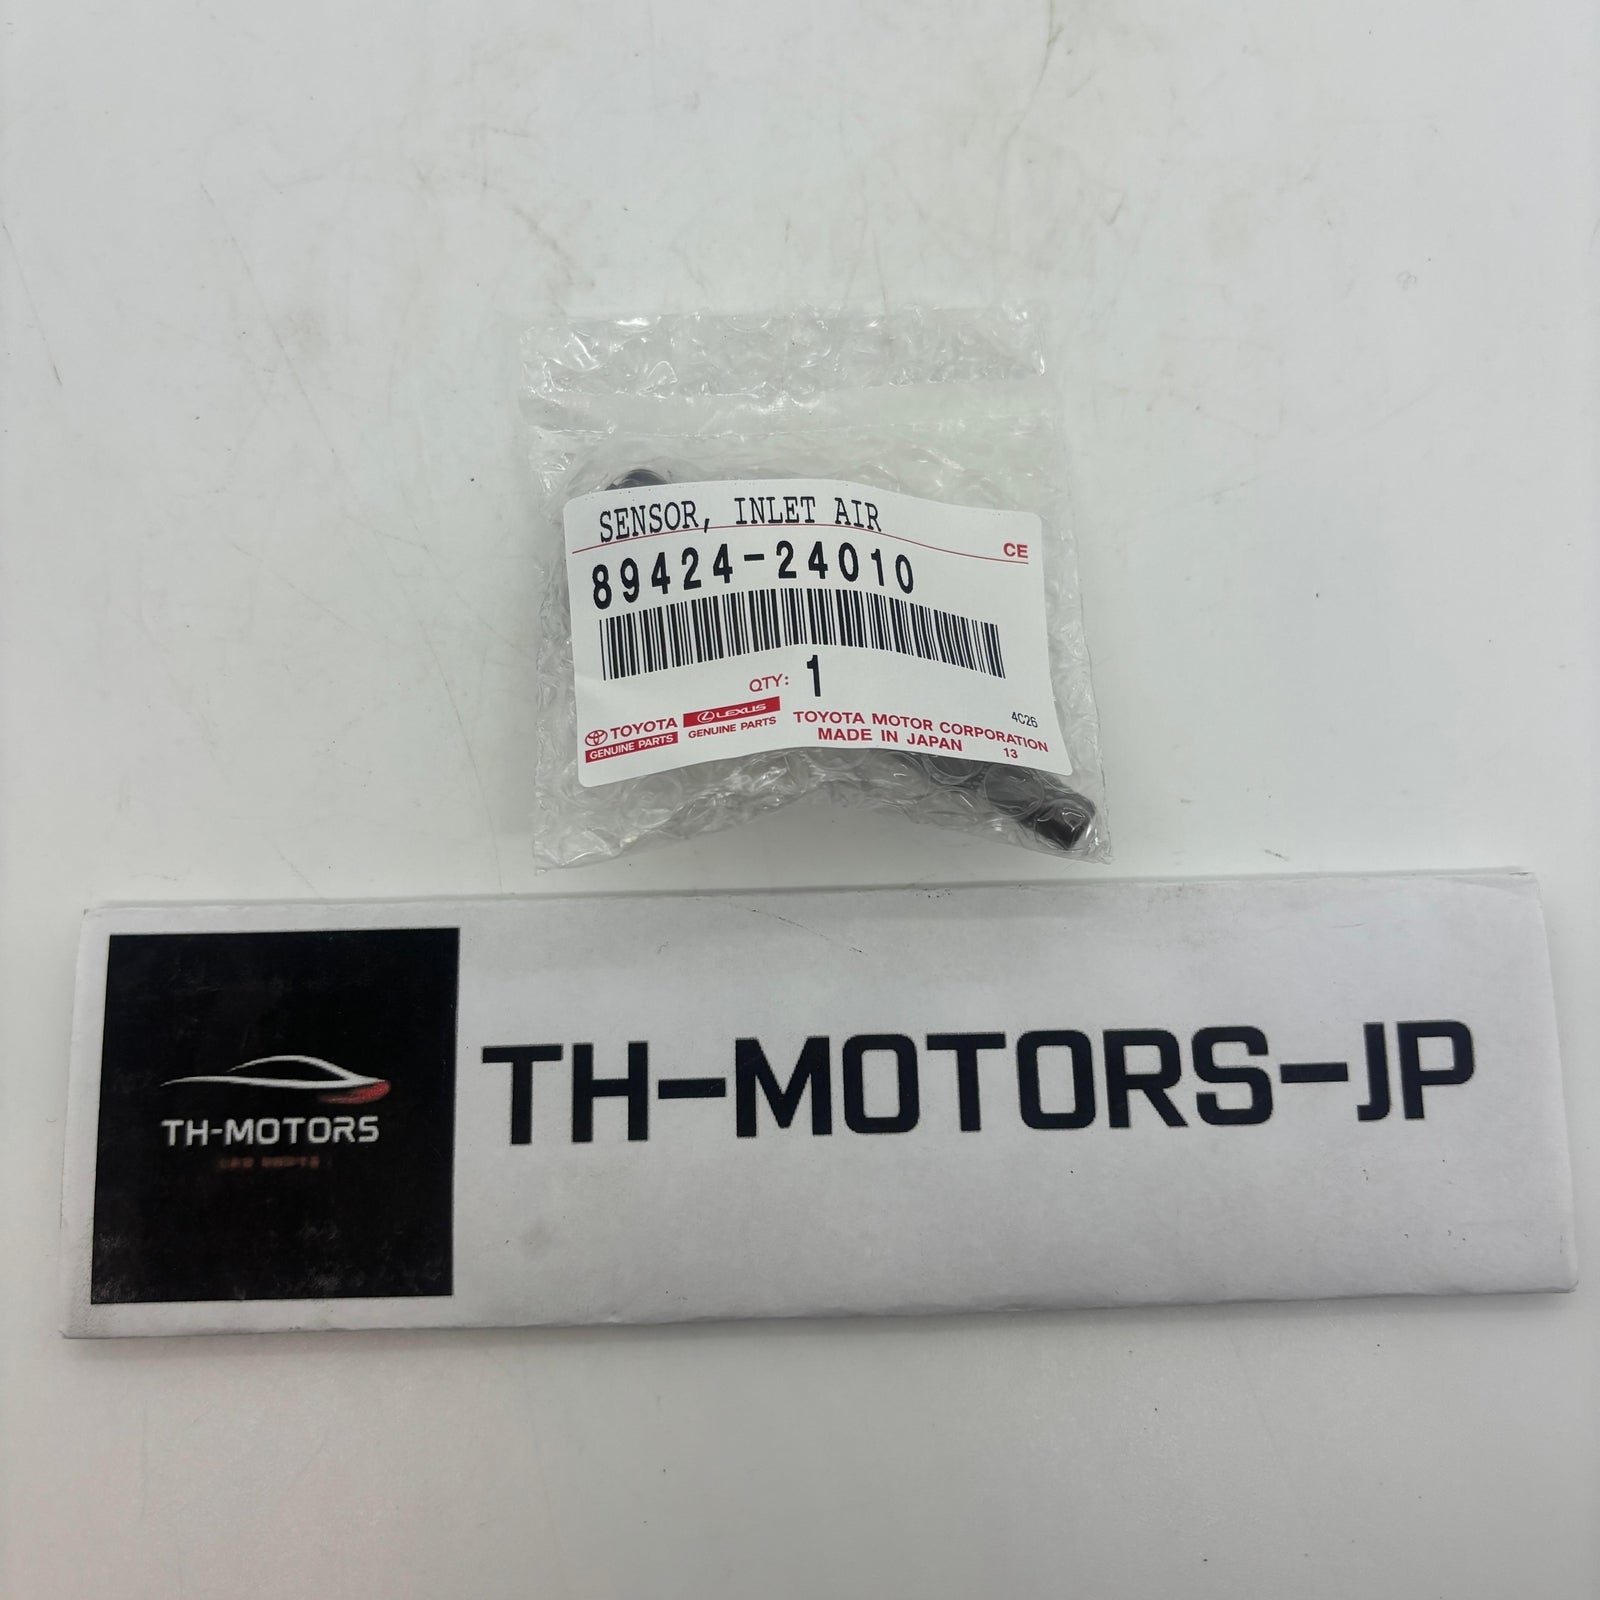 SENSOR, INLET AIR
CE
89424-24010
QTY: 1
4C26
TOYOTA LEXUS TOYOTA MOTOR CORPORATION
GENUINE PARTS GENUINE PARTS MADE IN JAPAN 13
TH-MOTORS-JP
TH-MOTORS